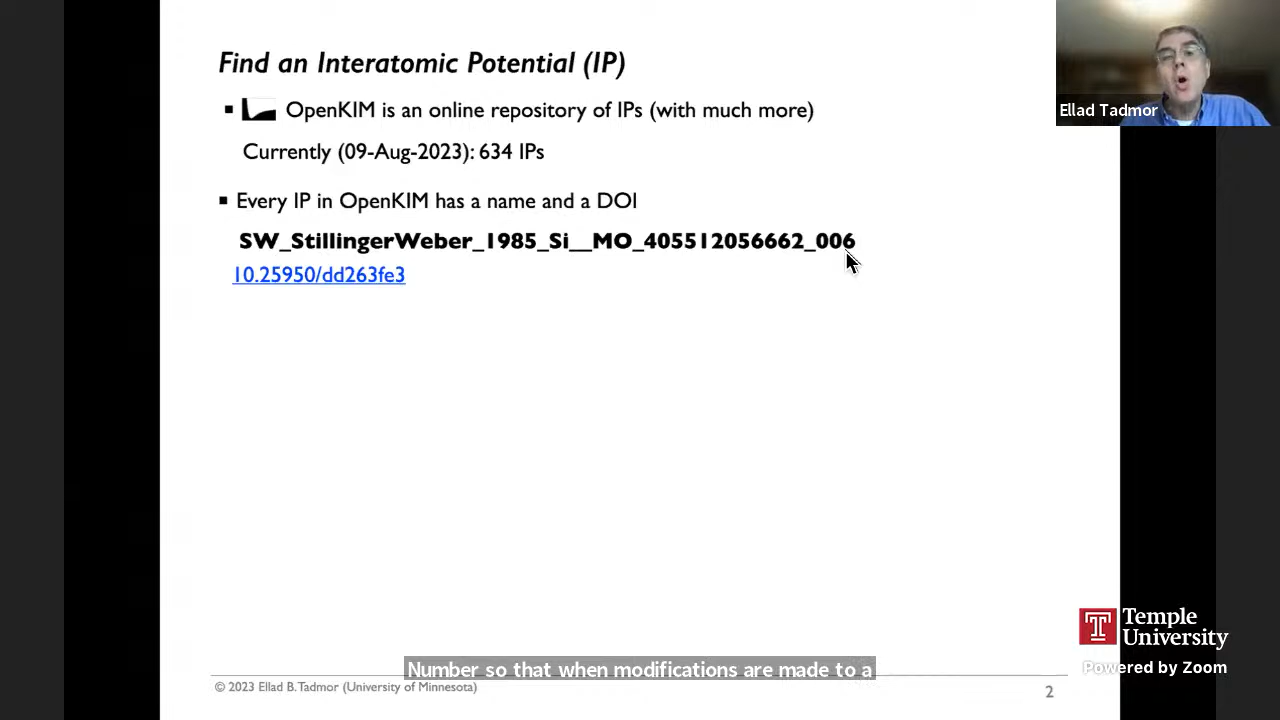 Find an Interatomic Potential (IP)
▪ OpenKIM is an online repository of IPs (with much more)
Currently (09-Aug-2023): 634 IPs
▪ Every IP in OpenKIM has a name and a DOI
SW_StillingerWeber_1985_Si__MO_405512056662_006
10.25950/dd263fe3
Ellad Tadmor
Temple
University
Powered by Zoom
Number so that when modifications are made to a
© 2023 Ellad B. Tadmor (University of Minnesota)
2